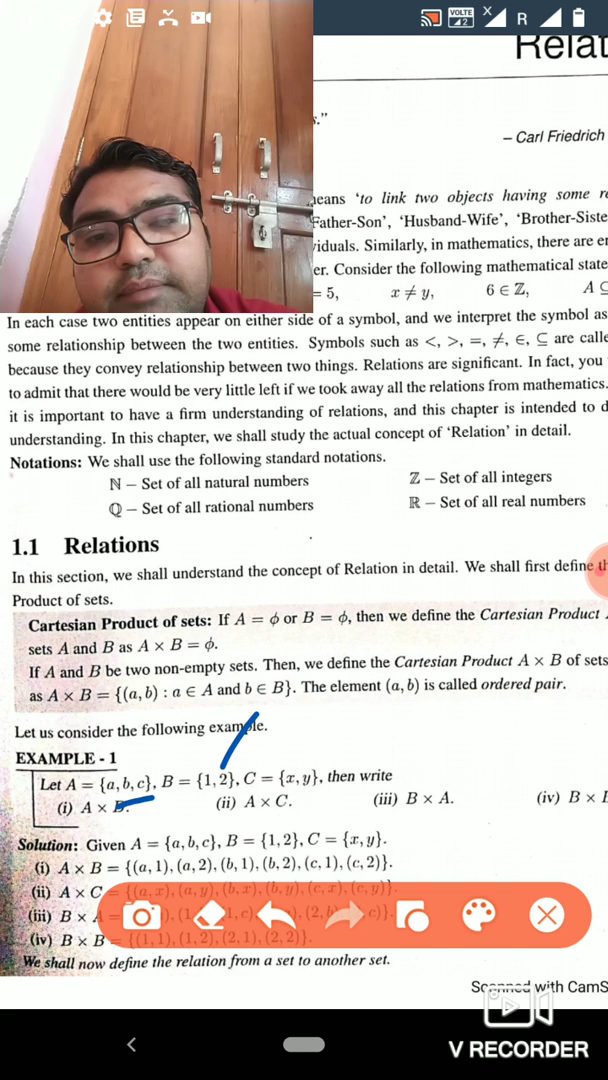 VOLTE 2 X R
Relat
s.”
– Carl Friedrich
means ‘to link two objects having some
‘Father-Son’, ‘Husband-Wife’, ‘Brother-Siste
viduals. Similarly, in mathematics, there are
er. Consider the following mathematical state
= 5, x ≠ y, 6 ∈ ℤ, A ⊆
In each case two entities appear on either side of a symbol, and we interpret the symbol as
some relationship between the two entities. Symbols such as <, >, =, ≠, ∈, ⊆ are calle
because they convey relationship between two things. Relations are significant. In fact, you
to admit that there would be very little left if we took away all the relations from mathematics.
it is important to have a firm understanding of relations, and this chapter is intended to d
understanding. In this chapter, we shall study the actual concept of ‘Relation’ in detail.
Notations: We shall use the following standard notations.
ℕ – Set of all natural numbers ℤ – Set of all integers
ℚ – Set of all rational numbers ℝ – Set of all real numbers
1.1 Relations
In this section, we shall understand the concept of Relation in detail. We shall first define th
Product of sets.
Cartesian Product of sets: If A = ϕ or B = ϕ, then we define the Cartesian Product
sets A and B as A × B = ϕ.
If A and B be two non-empty sets. Then, we define the Cartesian Product A × B of sets
as A × B = {(a, b) : a ∈ A and b ∈ B}. The element (a, b) is called ordered pair.
Let us consider the following example.
EXAMPLE - 1
Let A = {a, b, c}, B = {1, 2}, C = {x, y}, then write
(i) A × B. (ii) A × C. (iii) B × A. (iv) B × B
Solution: Given A = {a, b, c}, B = {1, 2}, C = {x, y}.
(i) A × B = {(a, 1), (a, 2), (b, 1), (b, 2), (c, 1), (c, 2)}.
(ii) A × C = {(a, x), (a, y), (b, x), (b, y), (c, x), (c, y)}.
(iii) B × A
(iv) B × B = {(1, 1), (1, 2), (2, 1), (2, 2)}.
We shall now define the relation from a set to another set.
Scanned with CamS
V RECORDER